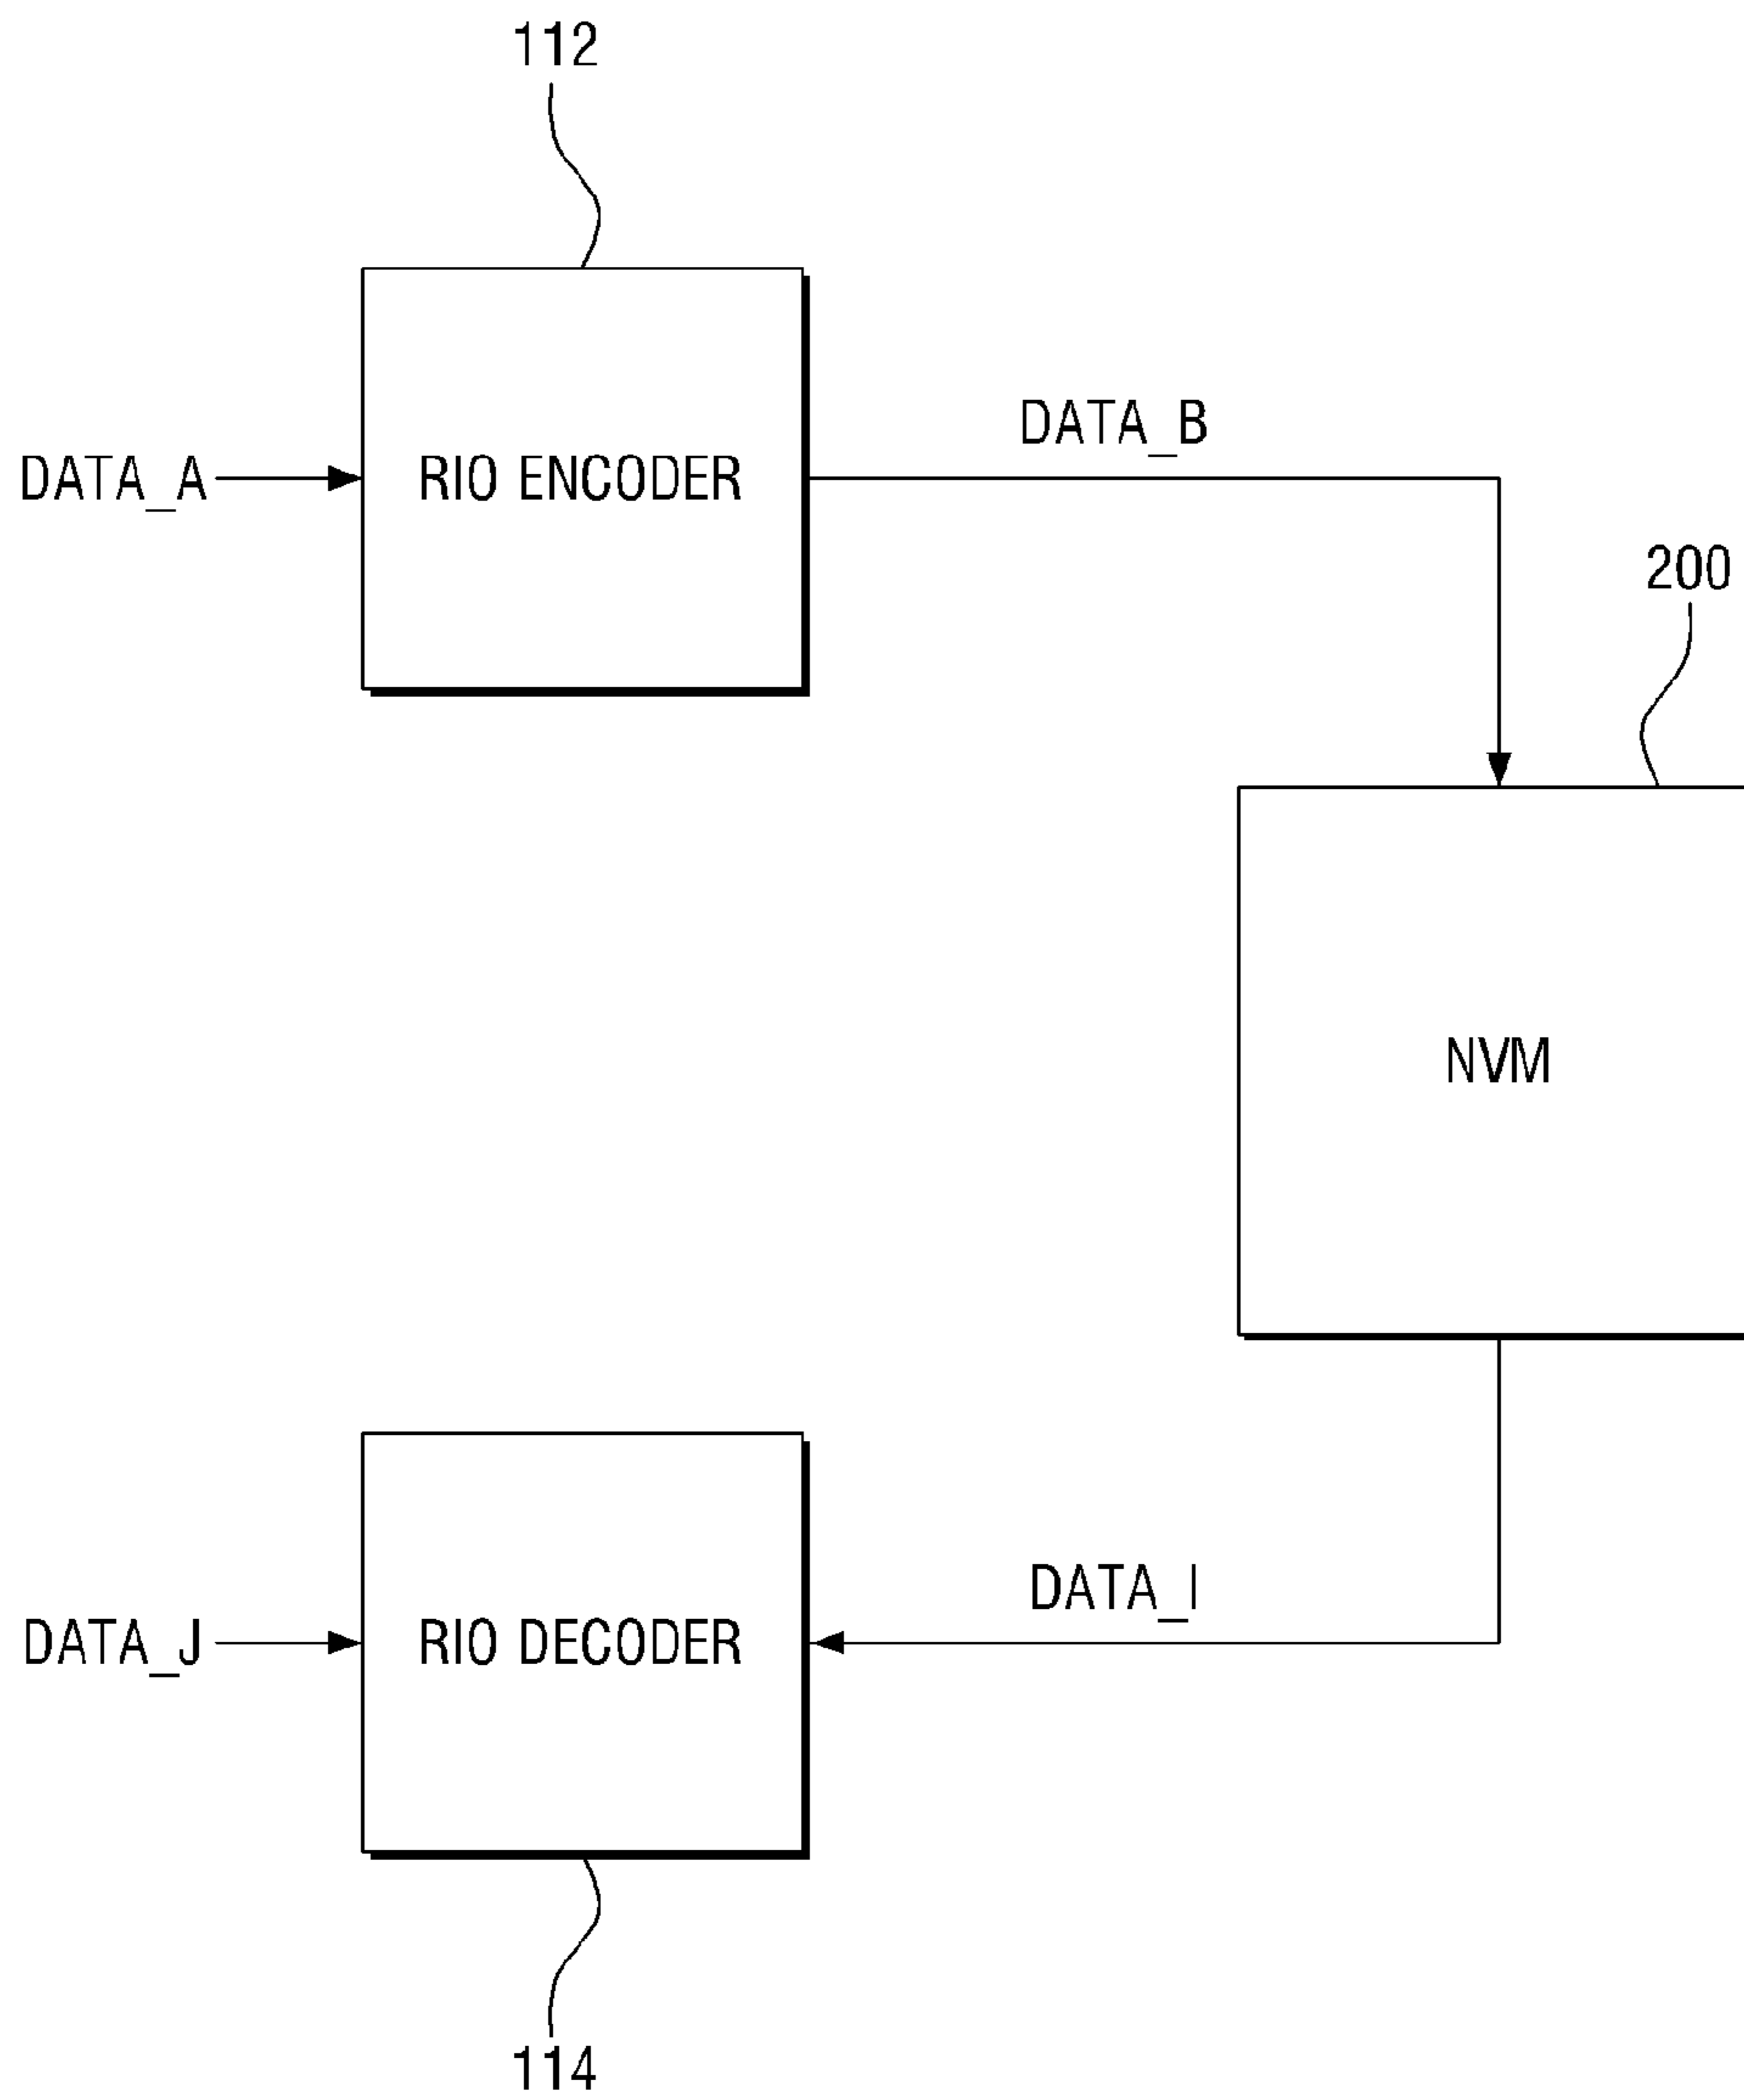 112
DATA_B
DATA_A
RIO ENCODER
200
NVM
DATA_I
DATA_J
RIO DECODER
114